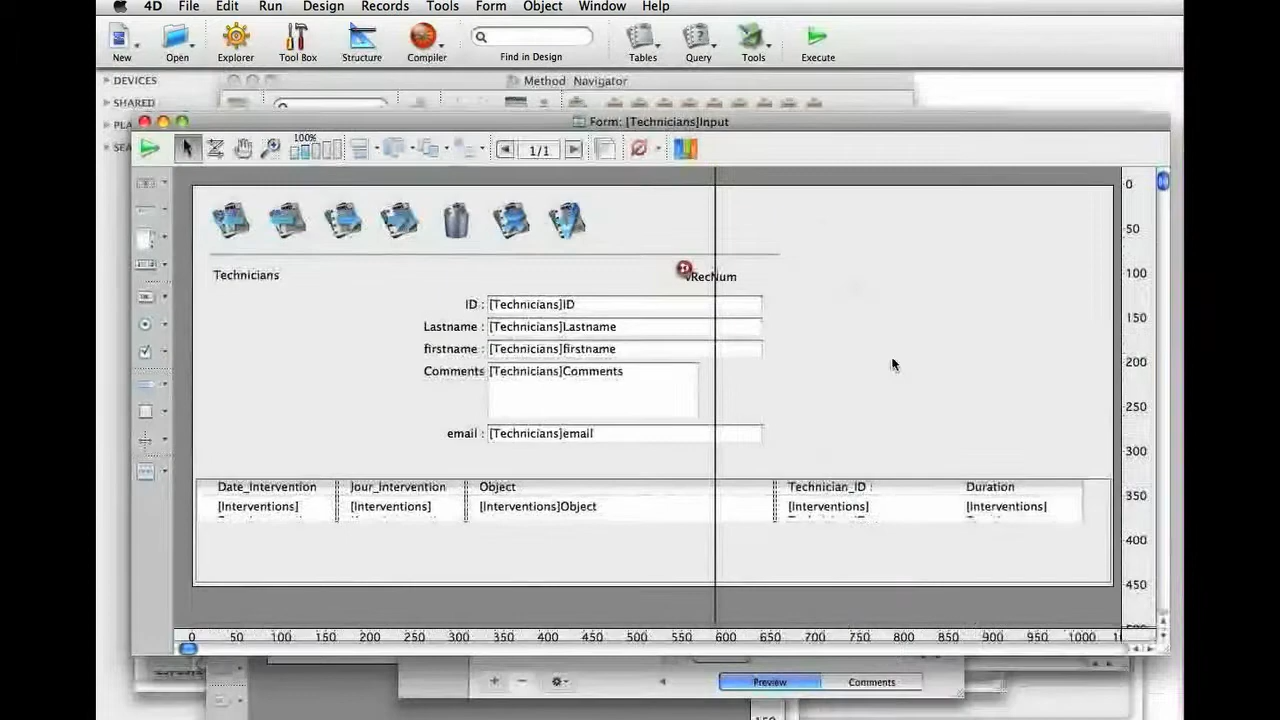 4D File Edit Run Design Records Tools Form Object Window Help
New Open Explorer Tool Box Structure Compiler Find in Design Tables Query Tools Execute
DEVICES
Method Navigator
SHARED
Form: [Technicians]Input
100%
1/1
0
50
Technicians
vRecNum
100
ID : [Technicians]ID
Lastname : [Technicians]Lastname
150
firstname : [Technicians]firstname
200
Comments [Technicians]Comments
250
email : [Technicians]email
300
Date_Intervention Jour_Intervention Object Technician_ID : Duration
350
[Interventions] [Interventions] [Interventions]Object [Interventions] [Interventions]
400
450
0 50 100 150 200 250 300 350 400 450 500 550 600 650 700 750 800 850 900 950 1000
Preview Comments